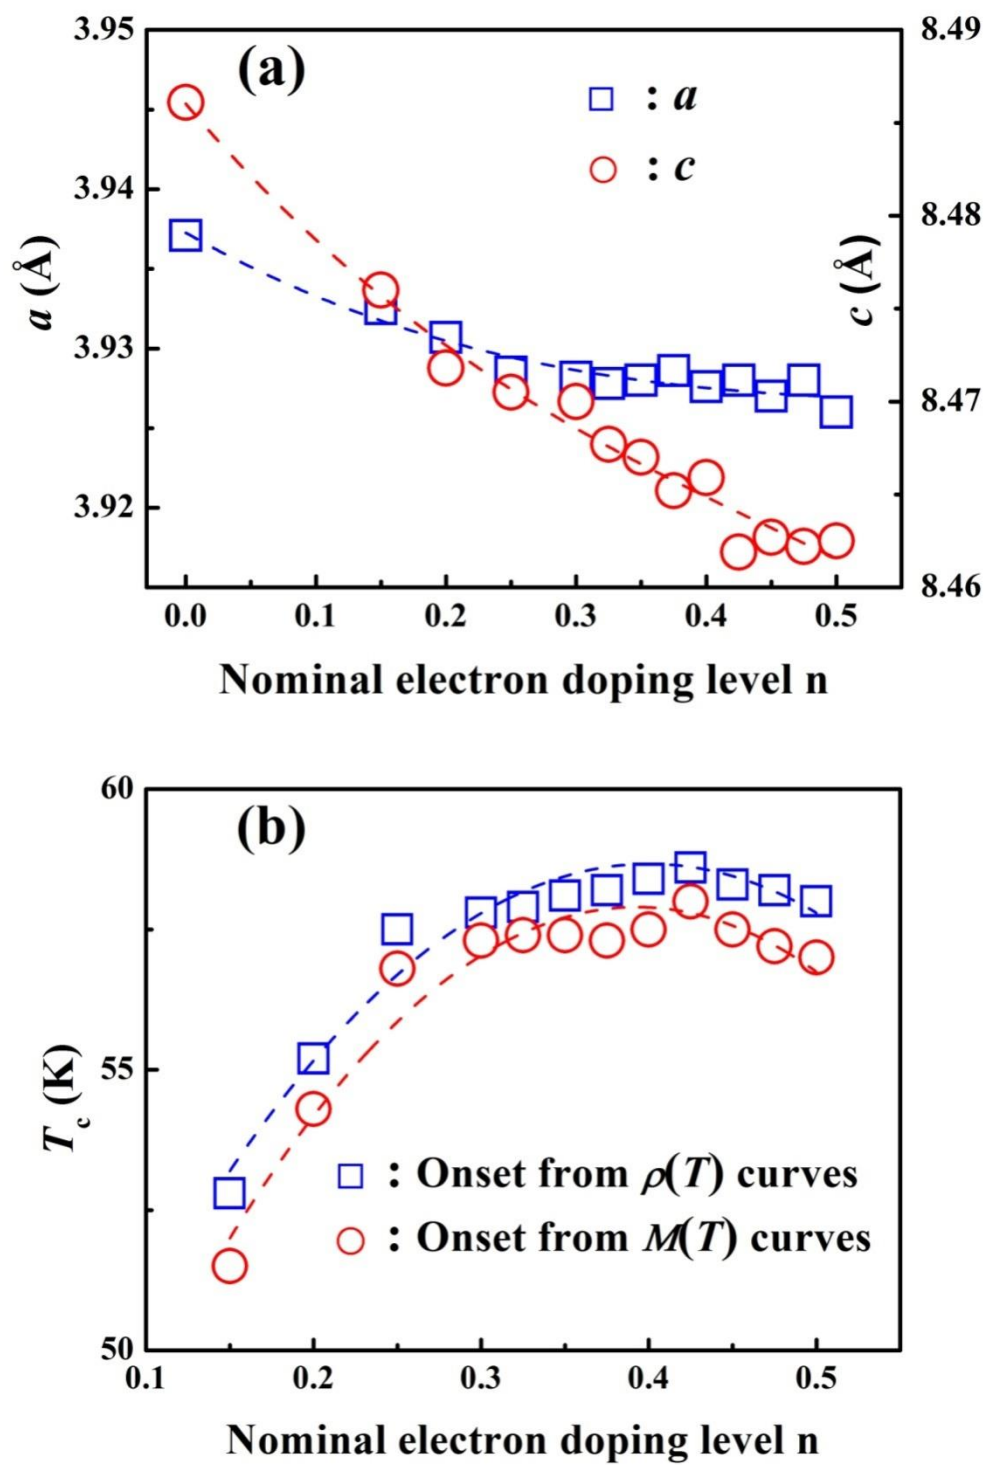 (a)
: a
: c
3.95
3.94
3.93
3.92
a (Å)
8.49
8.48
8.47
8.46
c (Å)
0.0 0.1 0.2 0.3 0.4 0.5
Nominal electron doping level n
(b)
60
55
50
T_c (K)
: Onset from ρ(T) curves
: Onset from M(T) curves
0.1 0.2 0.3 0.4 0.5
Nominal electron doping level n